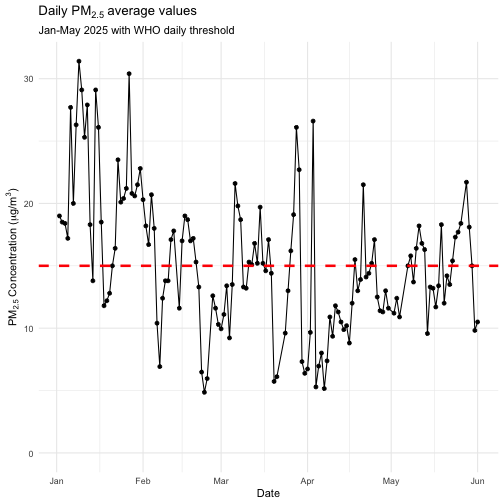 Daily PM2.5 average values
Jan-May 2025 with WHO daily threshold
30
20
10
0
PM2.5 Concentration (µg/m3)
Jan Feb Mar Apr May Jun
Date